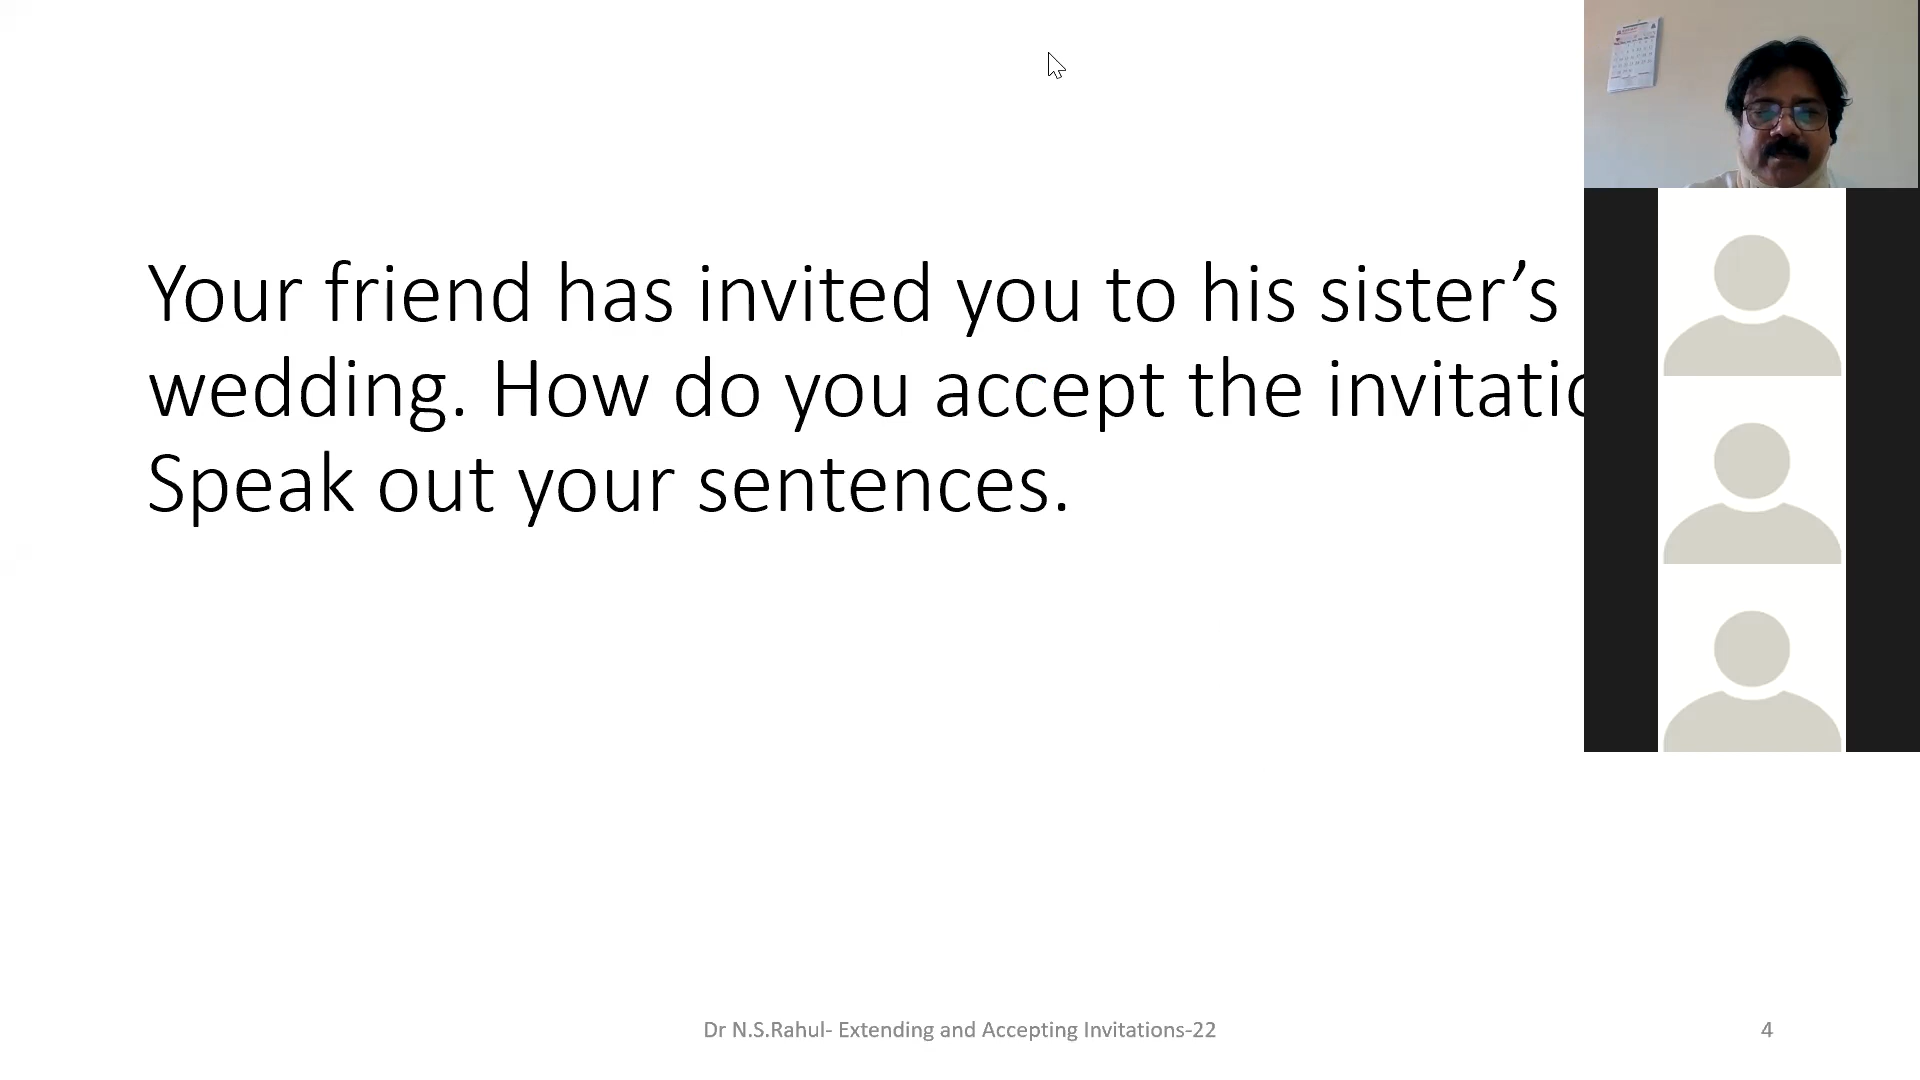 Your friend has invited you to his sister’s
wedding. How do you accept the
Speak out your sentences.
Dr N.S.Rahul- Extending and Accepting Invitations-22
4